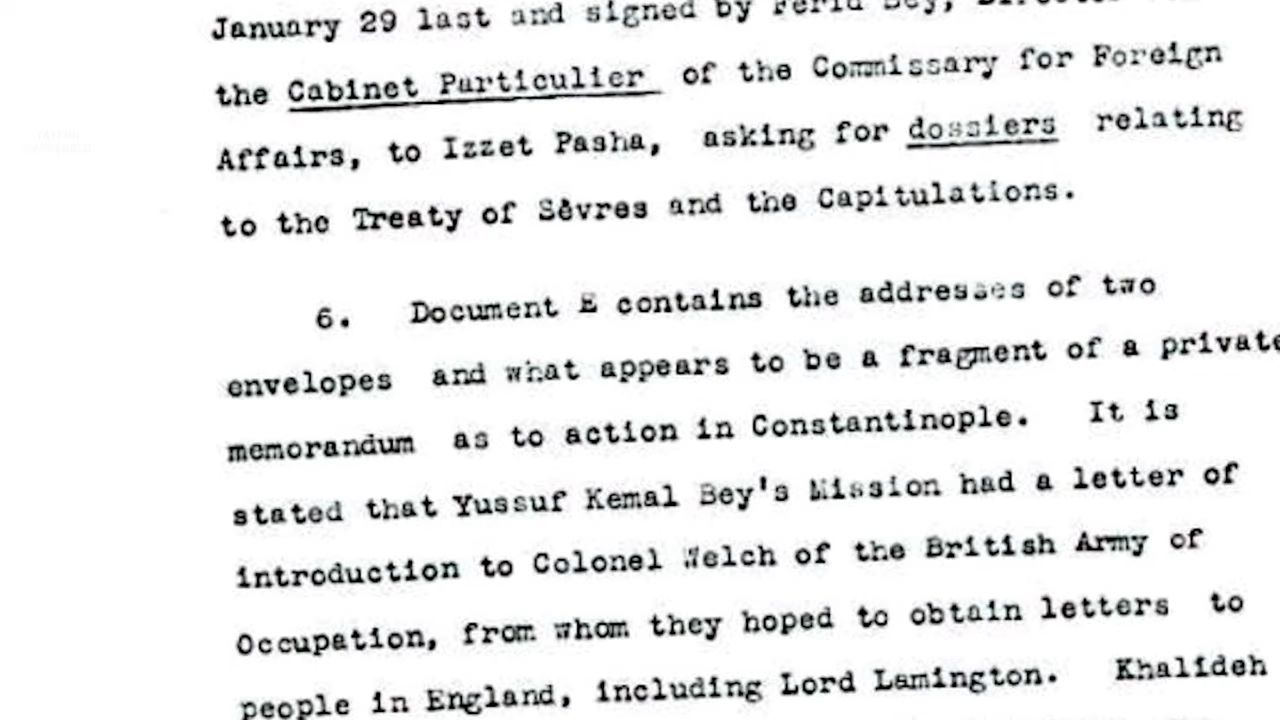 January 29 last and signed by Ferid Bey,
the Cabinet Particulier of the Commissary for Foreign
Affairs, to Izzet Pasha, asking for dossiers relating
to the Treaty of Sèvres and the Capitulations.
6. Document E contains the addresses of two
envelopes and what appears to be a fragment of a private
memorandum as to action in Constantinople. It is
stated that Yussuf Kemal Bey's Mission had a letter of
introduction to Colonel Welch of the British Army of
Occupation, from whom they hoped to obtain letters to
people in England, including Lord Lamington. Khalideh